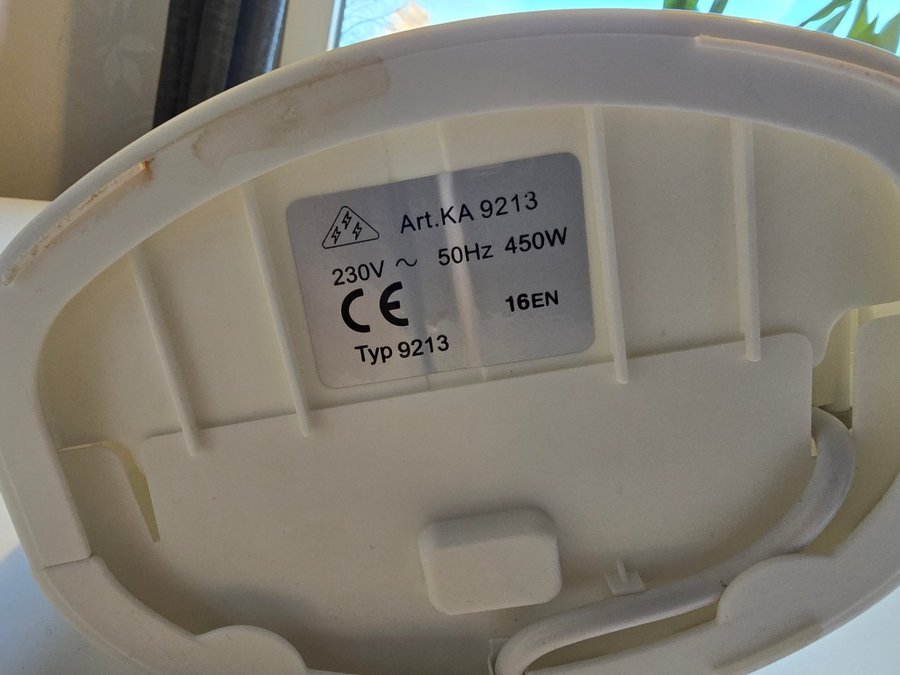 Art.KA 9213
230V ~ 50Hz 450W
CE 16EN
Typ 9213